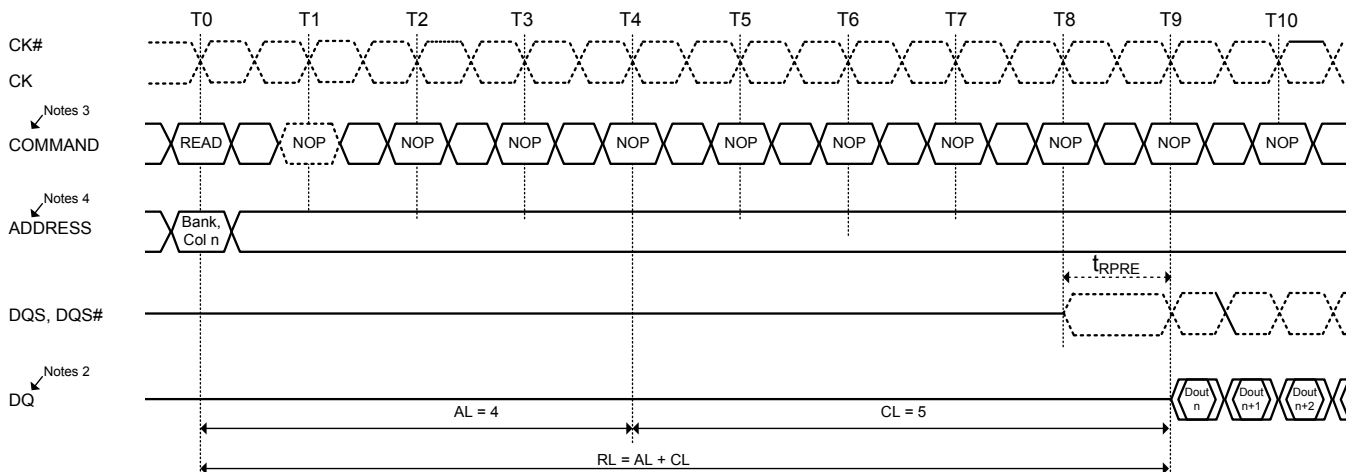 T0 T1 T2 T3 T4 T5 T6 T7 T8 T9 T10
CK#
CK
Notes 3
COMMAND READ NOP NOP NOP NOP NOP NOP NOP NOP NOP NOP
Notes 4
ADDRESS
Bank,
Col n
tRPRE
DQS, DQS#
Notes 2
DQ
Dout
n
Dout
n+1
Dout
n+2
AL = 4 CL = 5
RL = AL + CL